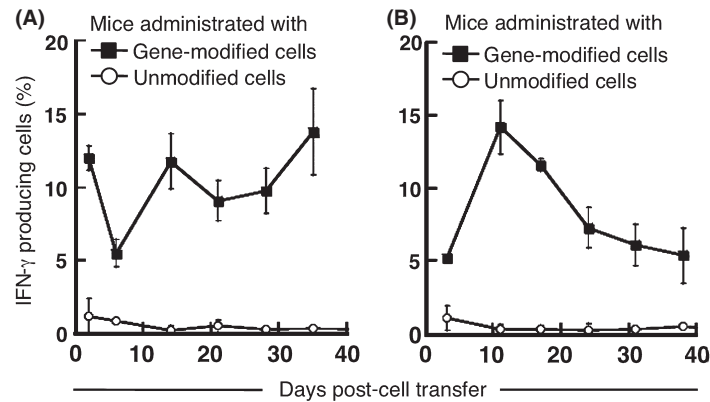 (A) Mice administrated with
Gene-modified cells
Unmodified cells
IFN-γ producing cells (%)
20
15
10
5
0
0 10 20 30 40
(B) Mice administrated with
Gene-modified cells
Unmodified cells
20
15
10
5
0
0 10 20 30 40
Days post-cell transfer